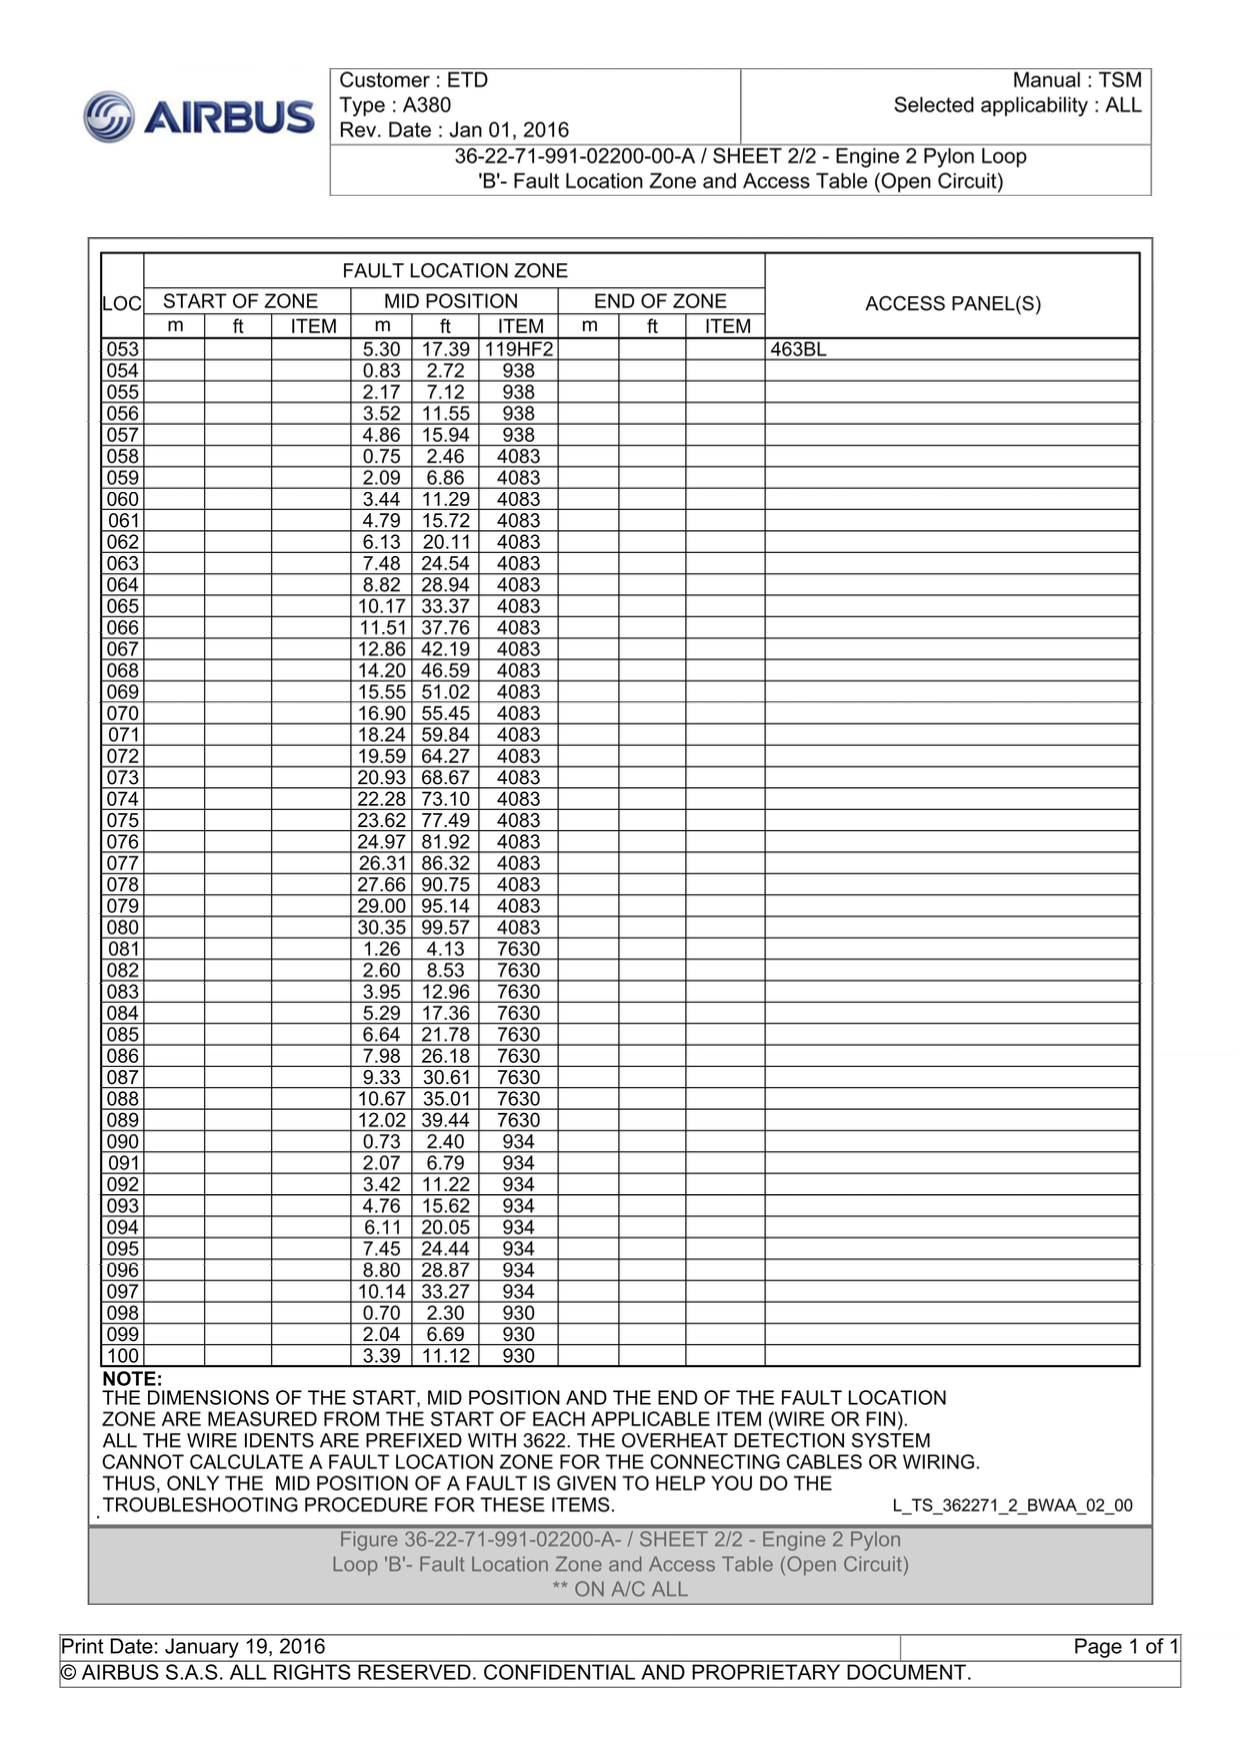 AIRBUS
Customer : ETD
Type : A380
Rev. Date : Jan 01, 2016
Manual : TSM
Selected applicability : ALL
36-22-71-991-02200-00-A / SHEET 2/2 - Engine 2 Pylon Loop
'B'- Fault Location Zone and Access Table (Open Circuit)
LOC FAULT LOCATION ZONE ACCESS PANEL(S)
START OF ZONE MID POSITION END OF ZONE
m ft ITEM m ft ITEM m ft ITEM
053 5.30 17.39 119HF2 463BL
054 0.83 2.72 938
055 2.17 7.12 938
056 3.52 11.55 938
057 4.86 15.94 938
058 0.75 2.46 4083
059 2.09 6.86 4083
060 3.44 11.29 4083
061 4.79 15.72 4083
062 6.13 20.11 4083
063 7.48 24.54 4083
064 8.82 28.94 4083
065 10.17 33.37 4083
066 11.51 37.76 4083
067 12.86 42.19 4083
068 14.20 46.59 4083
069 15.55 51.02 4083
070 16.90 55.45 4083
071 18.24 59.84 4083
072 19.59 64.27 4083
073 20.93 68.67 4083
074 22.28 73.10 4083
075 23.62 77.49 4083
076 24.97 81.92 4083
077 26.31 86.32 4083
078 27.66 90.75 4083
079 29.00 95.14 4083
080 30.35 99.57 4083
081 1.26 4.13 7630
082 2.60 8.53 7630
083 3.95 12.96 7630
084 5.29 17.36 7630
085 6.64 21.78 7630
086 7.98 26.18 7630
087 9.33 30.61 7630
088 10.67 35.01 7630
089 12.02 39.44 7630
090 0.73 2.40 934
091 2.07 6.79 934
092 3.42 11.22 934
093 4.76 15.62 934
094 6.11 20.05 934
095 7.45 24.44 934
096 8.80 28.87 934
097 10.14 33.27 934
098 0.70 2.30 930
099 2.04 6.69 930
100 3.39 11.12 930
NOTE:
THE DIMENSIONS OF THE START, MID POSITION AND THE END OF THE FAULT LOCATION
ZONE ARE MEASURED FROM THE START OF EACH APPLICABLE ITEM (WIRE OR FIN).
ALL THE WIRE IDENTS ARE PREFIXED WITH 3622. THE OVERHEAT DETECTION SYSTEM
CANNOT CALCULATE A FAULT LOCATION ZONE FOR THE CONNECTING CABLES OR WIRING.
THUS, ONLY THE MID POSITION OF A FAULT IS GIVEN TO HELP YOU DO THE
TROUBLESHOOTING PROCEDURE FOR THESE ITEMS. L_TS_362271_2_BWAA_02_00
Figure 36-22-71-991-02200-A- / SHEET 2/2 - Engine 2 Pylon
Loop 'B'- Fault Location Zone and Access Table (Open Circuit)
** ON A/C ALL
Print Date: January 19, 2016 Page 1 of 1
© AIRBUS S.A.S. ALL RIGHTS RESERVED. CONFIDENTIAL AND PROPRIETARY DOCUMENT.